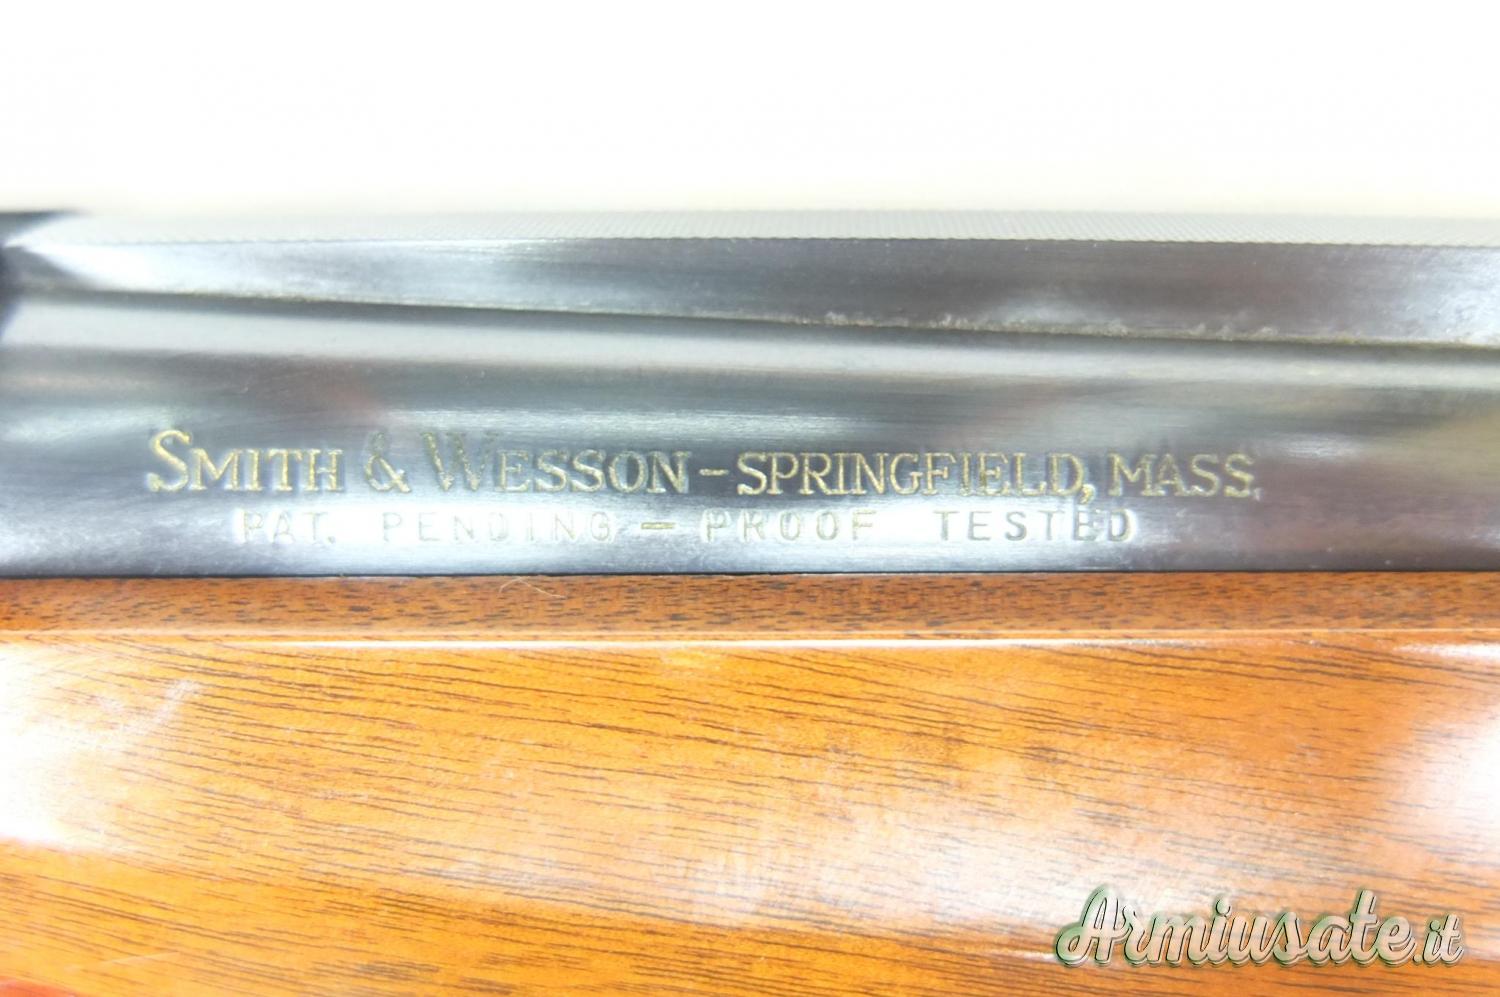 SMITH & WESSON – SPRINGFIELD, MASS.
PAT. PENDING — PROOF TESTED
Armiusate.it